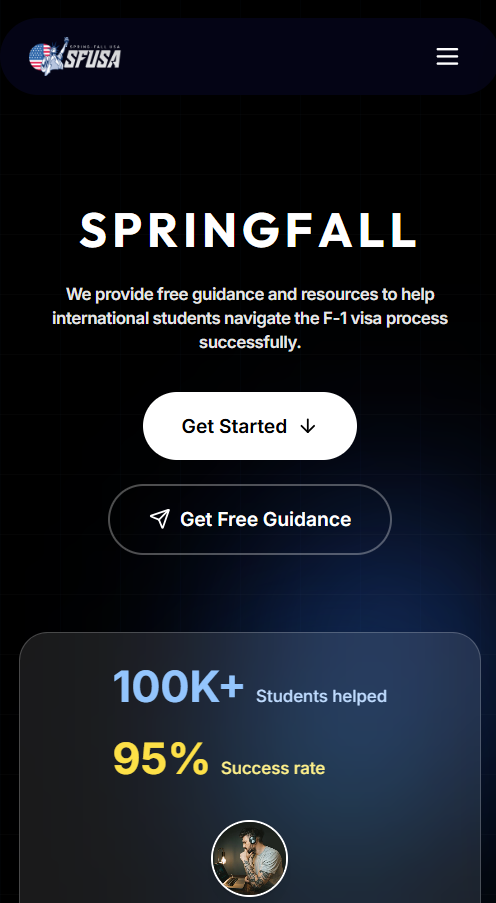 SPRING FALL USA
SFUSA
SPRINGFALL
We provide free guidance and resources to help
international students navigate the F-1 visa process
successfully.
Get Started
Get Free Guidance
100K+ Students helped
95% Success rate